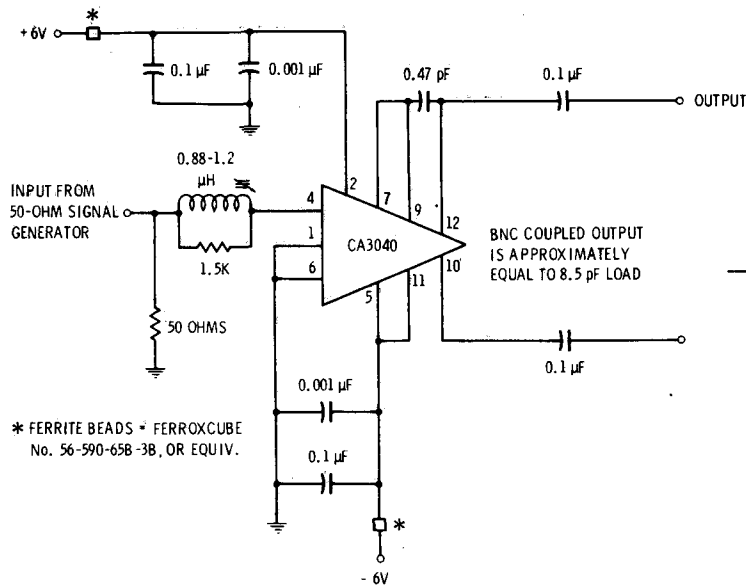 *
+6V
0.1 µF
0.001 µF
0.47 pF
0.1 µF
OUTPUT
0.88-1.2
µH
INPUT FROM
50-OHM SIGNAL
GENERATOR
1.5K
4
2
7
9
12
1
CA3040
6
10
5
11
BNC COUPLED OUTPUT
IS APPROXIMATELY
EQUAL TO 8.5 pF LOAD
50 OHMS
0.1 µF
0.001 µF
* FERRITE BEADS = FERROXCUBE
No. 56-590-65B-3B, OR EQUIV.
0.1 µF
*
- 6V